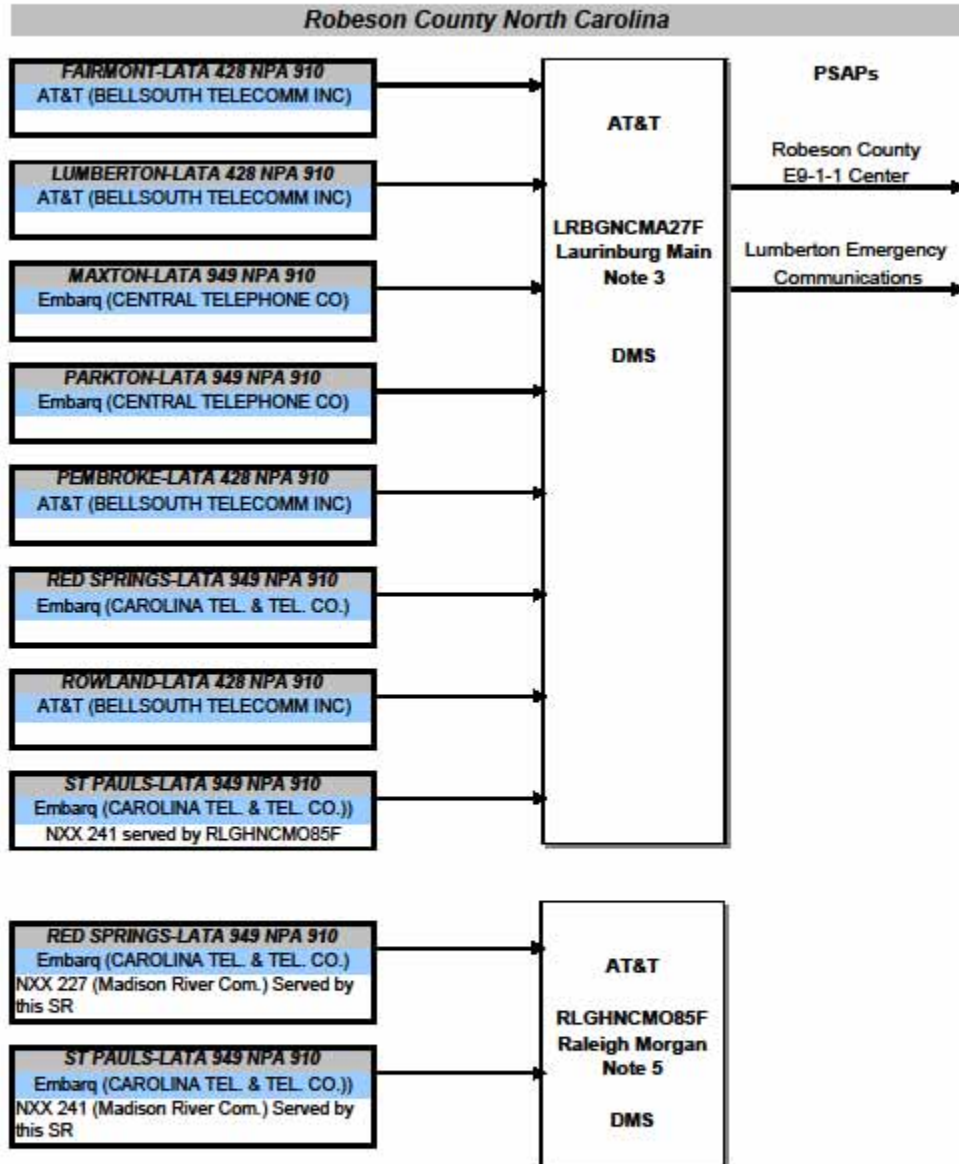 Robeson County North Carolina
FAIRMONT-LATA 428 NPA 910
AT&T (BELLSOUTH TELECOMM INC)
LUMBERTON-LATA 428 NPA 910
AT&T (BELLSOUTH TELECOMM INC)
MAXTON-LATA 949 NPA 910
Embarq (CENTRAL TELEPHONE CO)
PARKTON-LATA 949 NPA 910
Embarq (CENTRAL TELEPHONE CO)
PEMBROKE-LATA 428 NPA 910
AT&T (BELLSOUTH TELECOMM INC)
RED SPRINGS-LATA 949 NPA 910
Embarq (CAROLINA TEL. & TEL. CO.)
ROWLAND-LATA 428 NPA 910
AT&T (BELLSOUTH TELECOMM INC)
ST PAULS-LATA 949 NPA 910
Embarq (CAROLINA TEL. & TEL. CO.))
NXX 241 served by RLGHNCMO85F
AT&T
LRBGNCMA27F
Laurinburg Main
Note 3
DMS
PSAPs
Robeson County
E9-1-1 Center
Lumberton Emergency
Communications
RED SPRINGS-LATA 949 NPA 910
Embarq (CAROLINA TEL. & TEL. CO.)
NXX 227 (Madison River Com.) Served by
this SR
ST PAULS-LATA 949 NPA 910
Embarq (CAROLINA TEL. & TEL. CO.))
NXX 241 (Madison River Com.) Served by
this SR
AT&T
RLGHNCMO85F
Raleigh Morgan
Note 5
DMS